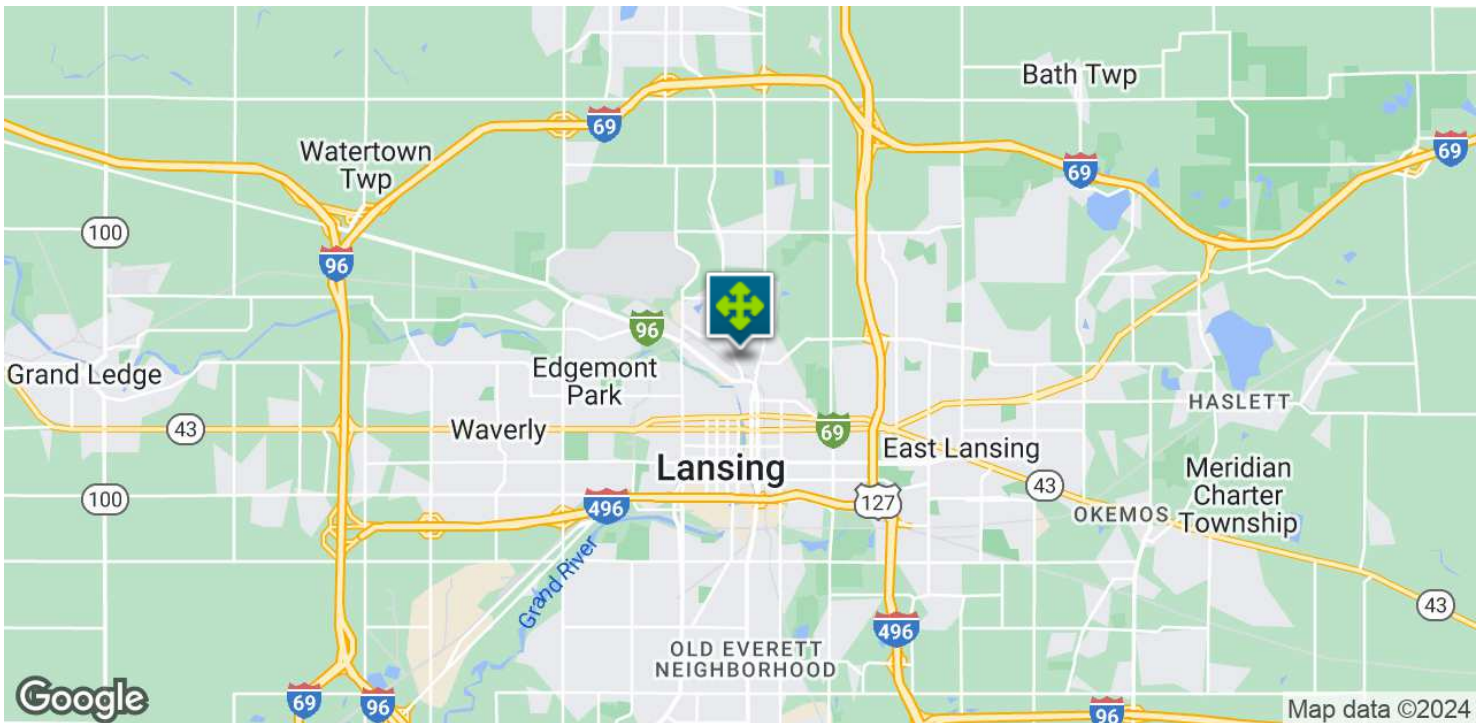 Bath Twp
69
Watertown
Twp
69
69
100
96
96
Grand Ledge
Edgemont
Park
HASLETT
43
Waverly
69
East Lansing
Lansing
Meridian
Charter
Township
43
100
496
127
OKEMOS
Grand River
43
496
OLD EVERETT
NEIGHBORHOOD
69
96
96
Google
Map data ©2024